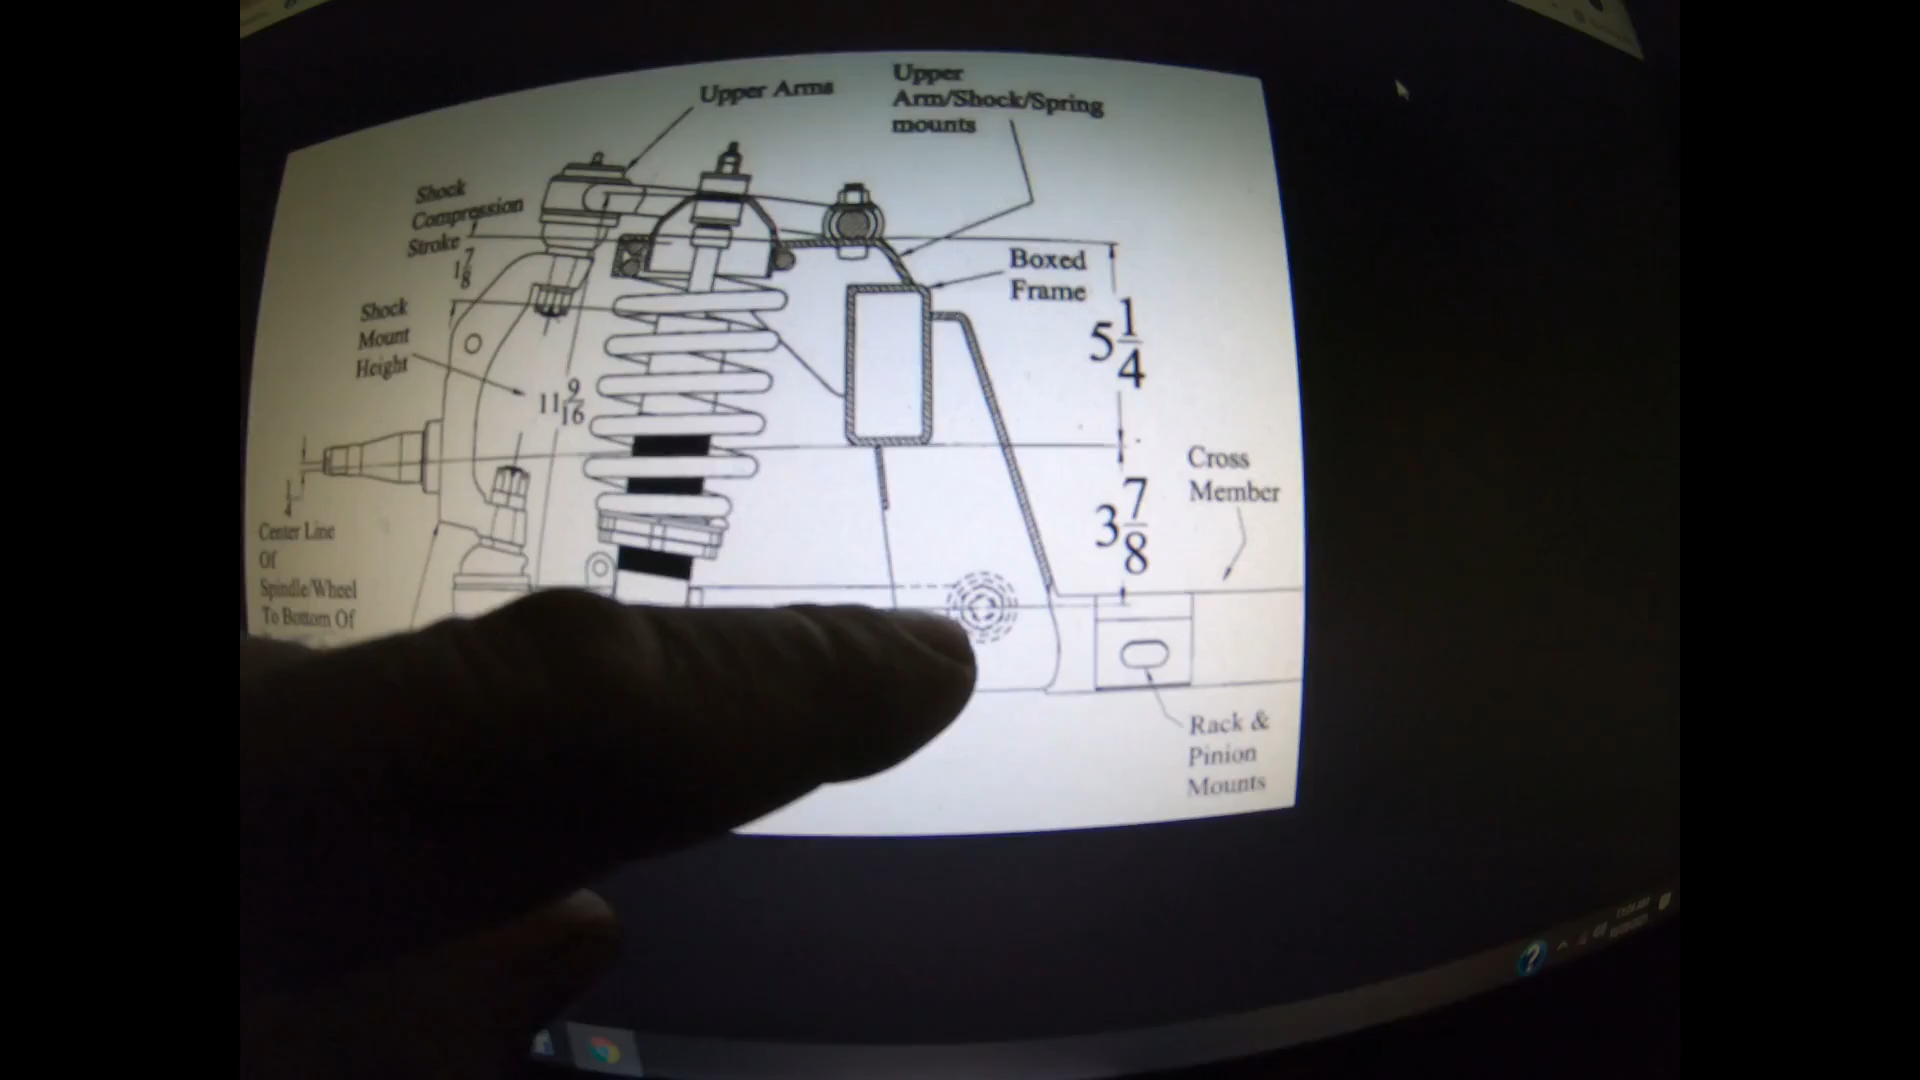 Upper Arms
Upper
Arm/Shock/Spring
mounts
Shock
Compression
Stroke
1 7/8
Boxed
Frame
Shock
Mount
Height
5 1/4
11 9/16
Cross
Member
3 7/8
1/4
Center Line
Of
Spindle/Wheel
To Bottom Of
Rack &
Pinion
Mounts
?